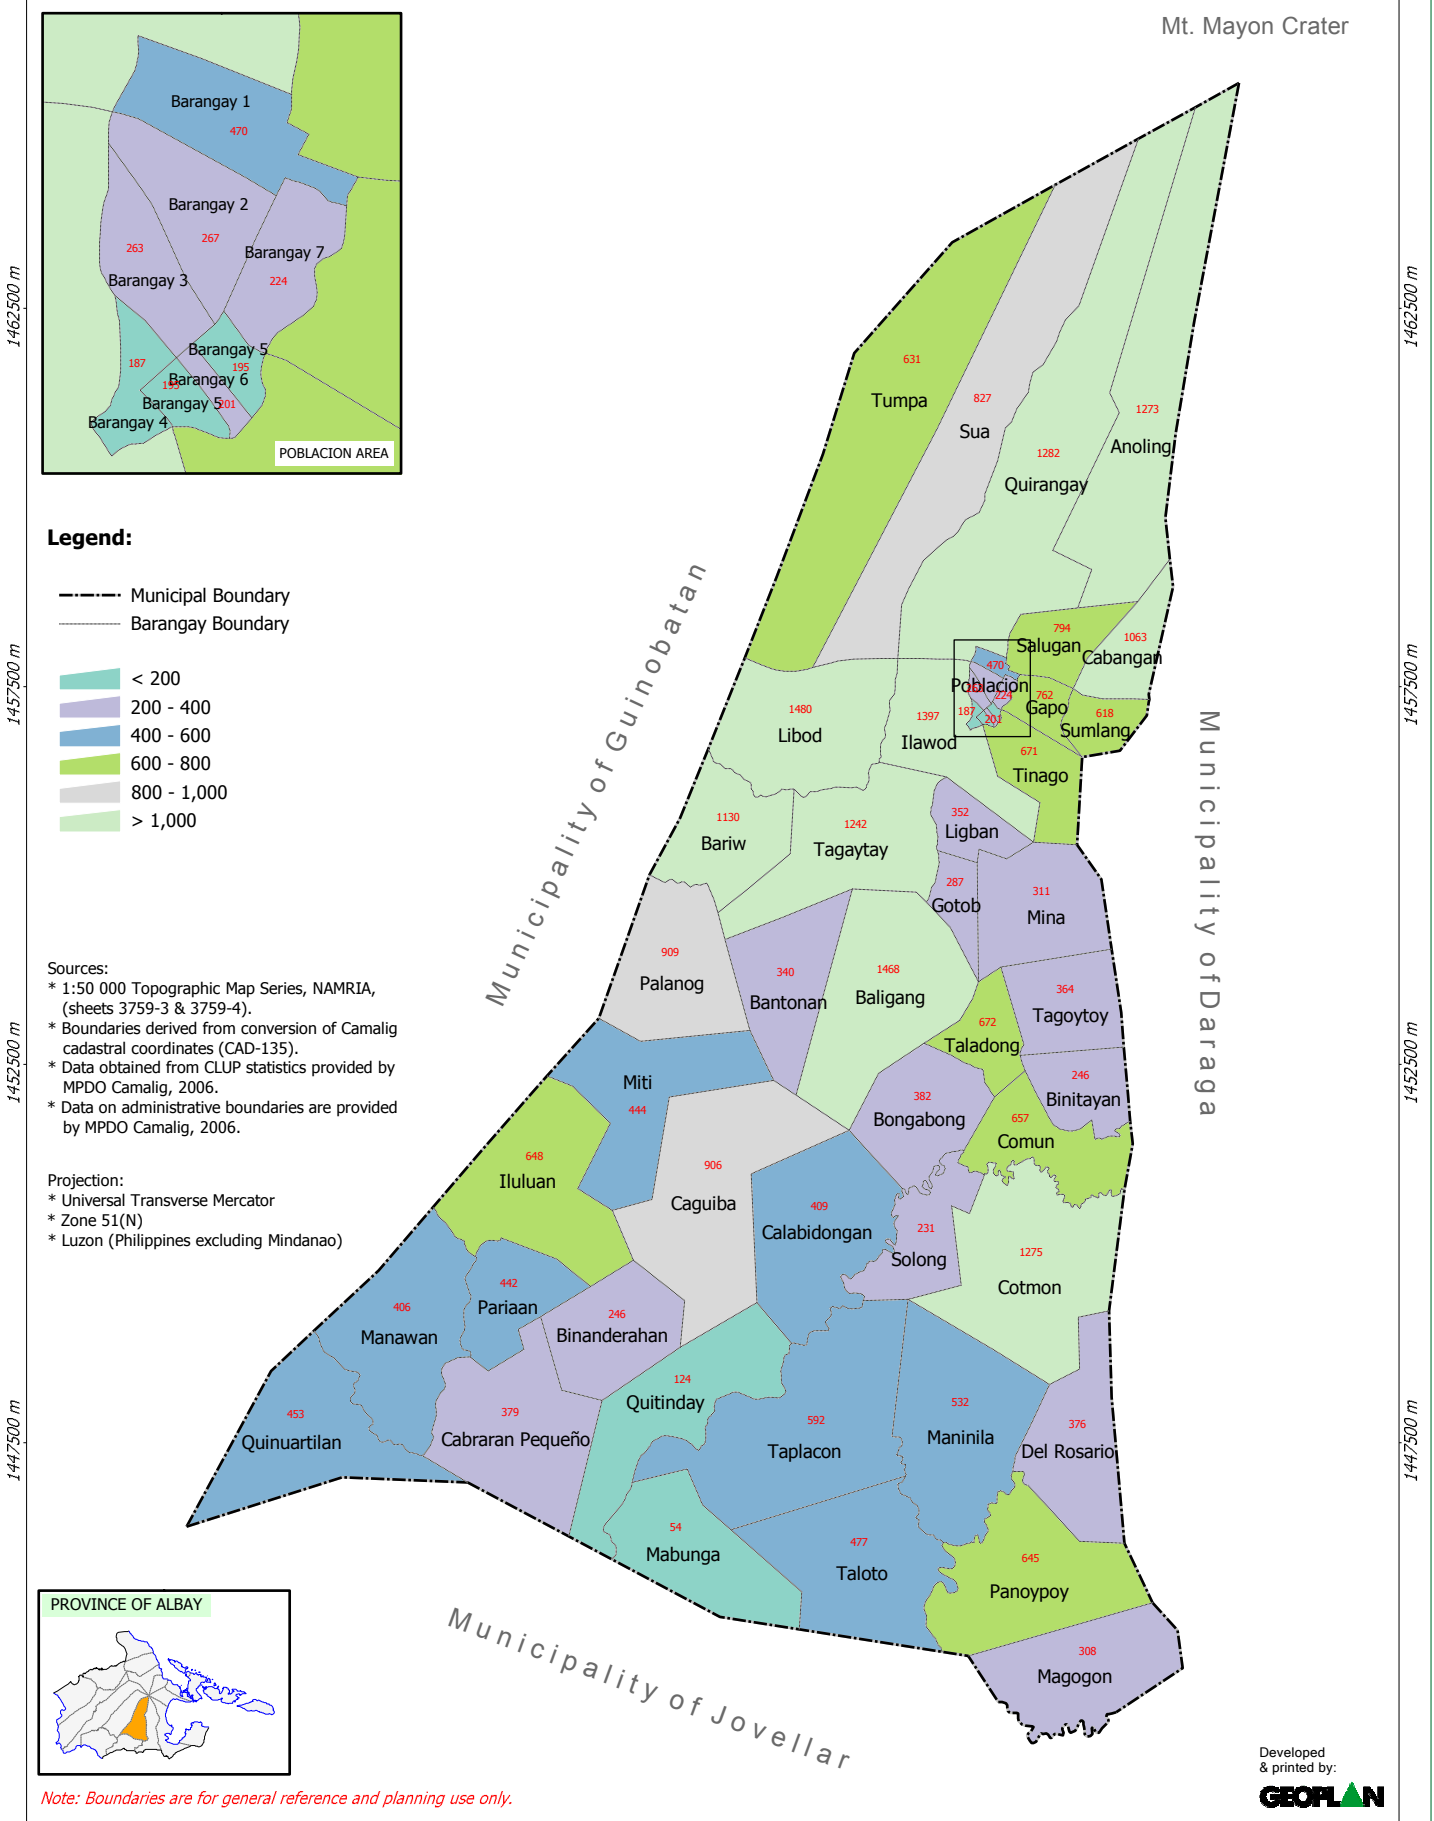 Mt. Mayon Crater
Barangay 1
470
Barangay 2
267
263
Barangay 3
Barangay 7
224
187
Barangay 5
195
Barangay 6
195
Barangay 5
201
Barangay 4
POBLACION AREA
1462500 m
1462500 m
Legend:
Municipal Boundary
Barangay Boundary
< 200
200 - 400
400 - 600
600 - 800
800 - 1,000
> 1,000
1457500 m
1457500 m
631
Tumpa
827
Sua
1282
Quirangay
1273
Anoling
794
Salugan
1063
Cabangan
470
Poblacion
224
187
201
762
Gapo
618
Sumlang
671
Tinago
1480
Libod
1397
Ilawod
1130
Bariw
1242
Tagaytay
352
Ligban
287
Gotob
311
Mina
Municipality of Guinobatan
Municipality of Daraga
909
Palanog
340
Bantonan
1468
Baligang
364
Tagoytoy
672
Taladong
246
Binitayan
Sources:
* 1:50 000 Topographic Map Series, NAMRIA,
(sheets 3759-3 & 3759-4).
* Boundaries derived from conversion of Camalig
cadastral coordinates (CAD-135).
* Data obtained from CLUP statistics provided by
MPDO Camalig, 2006.
* Data on administrative boundaries are provided
by MPDO Camalig, 2006.
1452500 m
1452500 m
Miti
444
382
Bongabong
657
Comun
Projection:
* Universal Transverse Mercator
* Zone 51(N)
* Luzon (Philippines excluding Mindanao)
648
Iluluan
906
Caguiba
409
Calabidongan
231
Solong
1275
Cotmon
442
Pariaan
406
Manawan
246
Binanderahan
124
Quitinday
453
Quinuartilan
379
Cabraran Pequeño
592
Taplacon
532
Maninila
376
Del Rosario
1447500 m
1447500 m
54
Mabunga
477
Taloto
645
Panoypoy
308
Magogon
Municipality of Jovellar
PROVINCE OF ALBAY
Note: Boundaries are for general reference and planning use only.
Developed
& printed by:
GEOPLAN